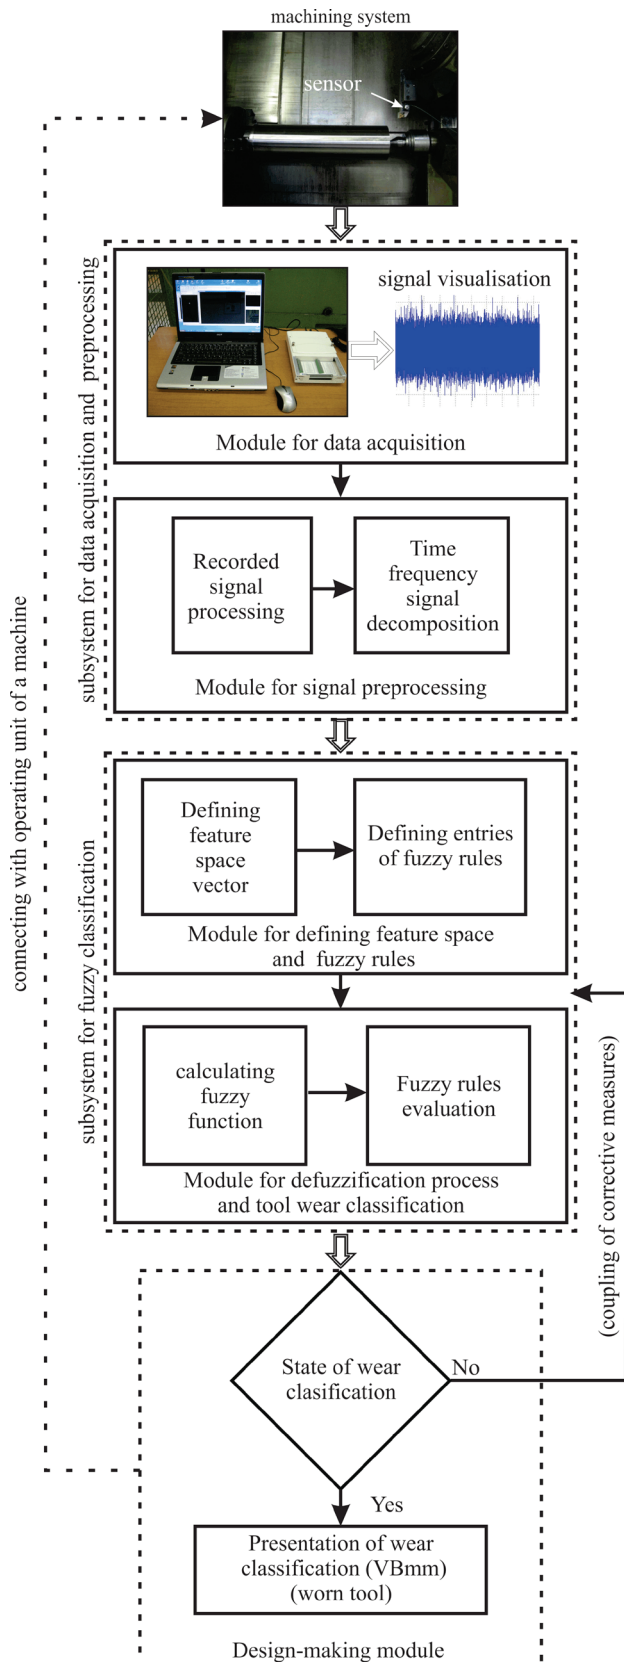 machining system
sensor
signal visualisation
Module for data acquisition
Recorded
signal
processing
Time
frequency
signal
decomposition
Module for signal preprocessing
subsystem for data acquisition and preprocessing
Defining
feature
space
vector
Defining entries
of fuzzy rules
Module for defining feature space
and fuzzy rules
calculating
fuzzy
function
Fuzzy rules
evaluation
Module for defuzzification process
and tool wear classification
subsystem for fuzzy classification
connecting with operating unit of a machine
(coupling of corrective measures)
State of wear
clasification
No
Yes
Presentation of wear
classification (VBmm)
(worn tool)
Design-making module